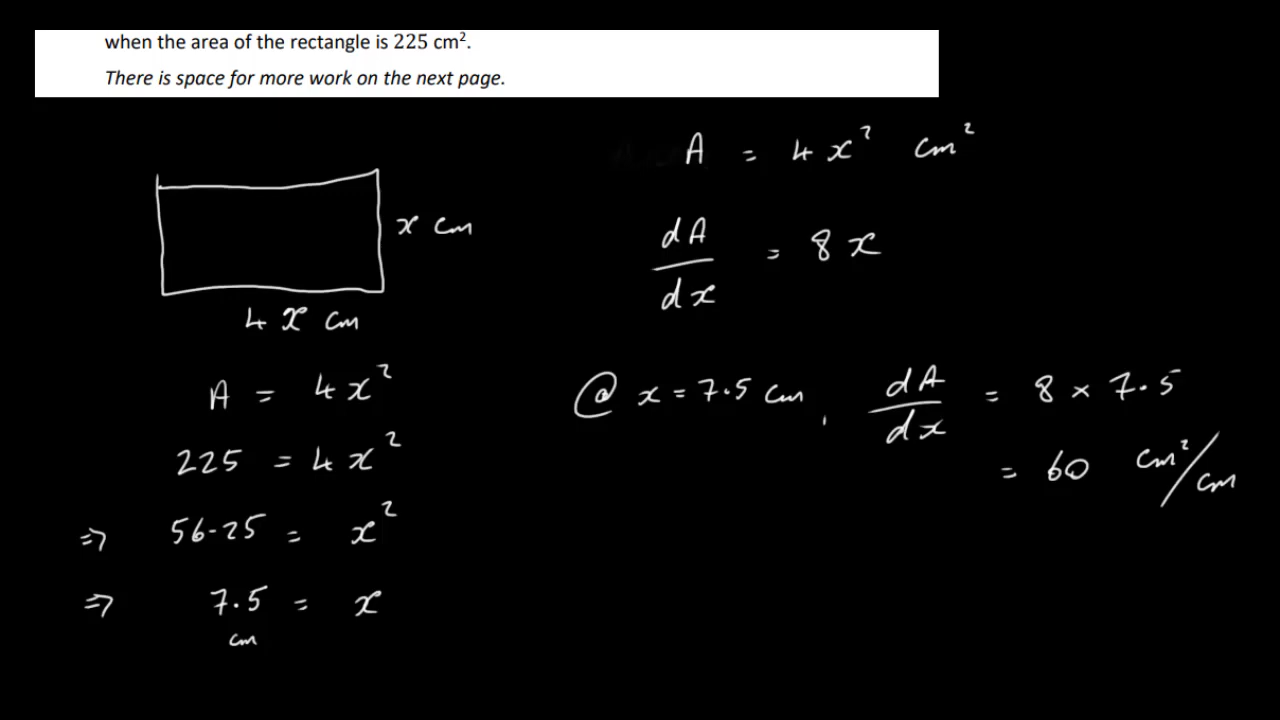 when the area of the rectangle is 225 cm².
There is space for more work on the next page.
x cm
4 x cm
A = 4x²
225 = 4x²
⇒ 56.25 = x²
⇒ 7.5 = x
cm
A = 4x² cm²
dA/dx = 8x
@ x = 7.5 cm, dA/dx = 8 × 7.5
= 60 cm²/cm